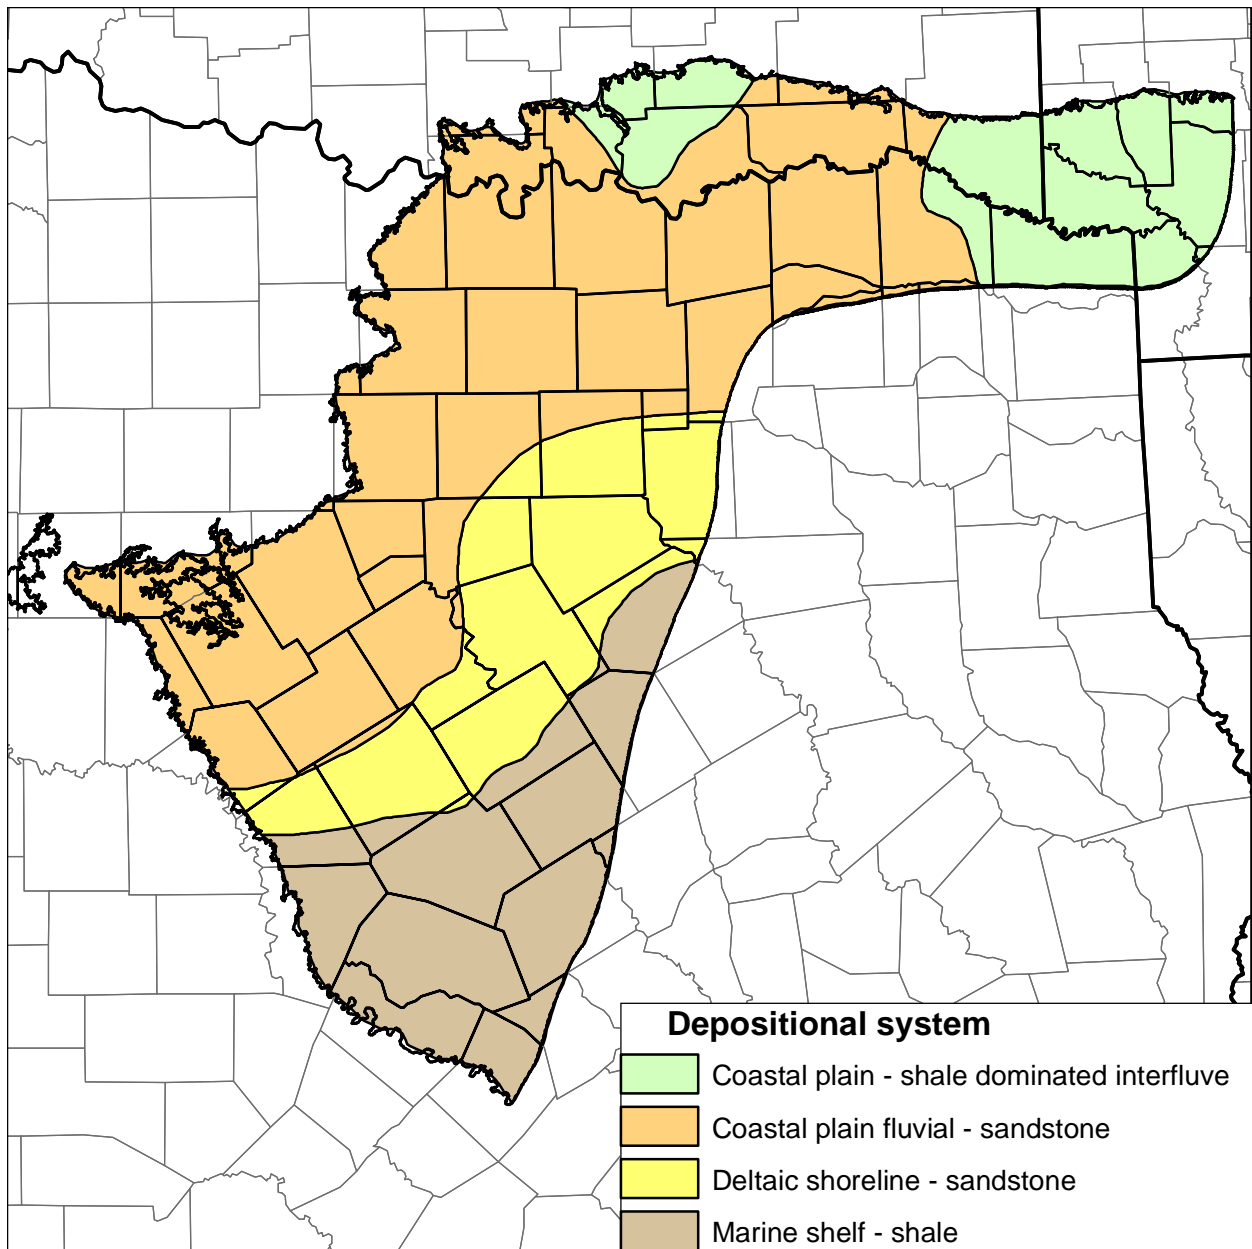 Depositional system
Coastal plain - shale dominated interfluve
Coastal plain fluvial - sandstone
Deltaic shoreline - sandstone
Marine shelf - shale